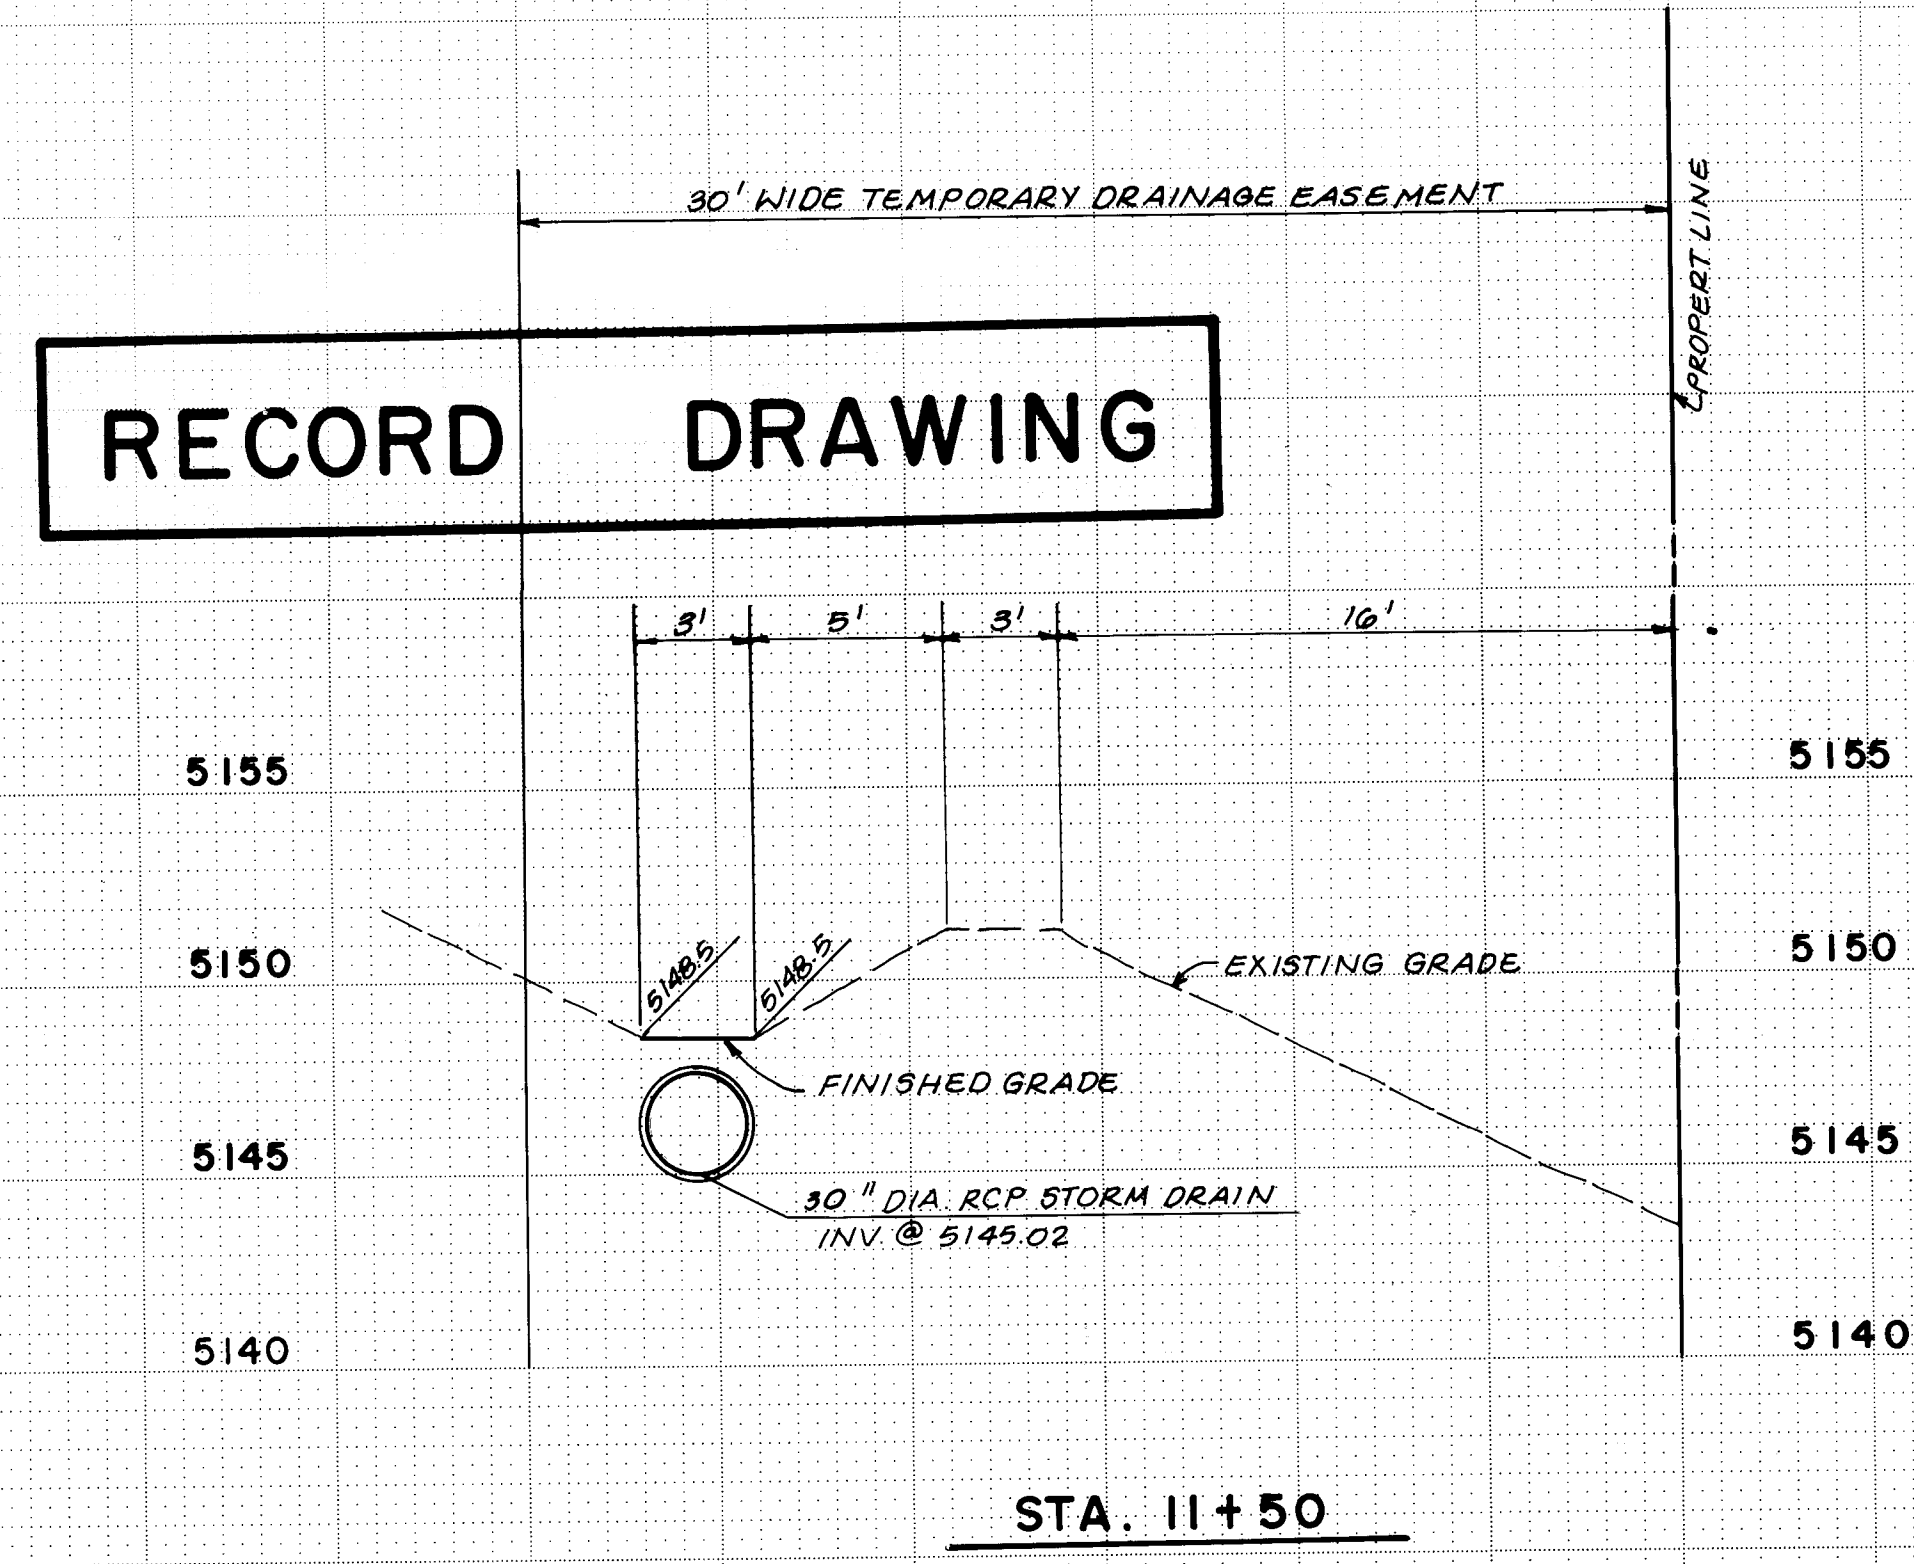 30' WIDE TEMPORARY DRAINAGE EASEMENT
PROPERT LINE
RECORD DRAWING
3' 5' 3' 16'
5155 5155
5148.5 5148.5
5150 5150
EXISTING GRADE
FINISHED GRADE
5145 5145
30" DIA. RCP STORM DRAIN
INV. @ 5145.02
5140 5140
STA. 11+50